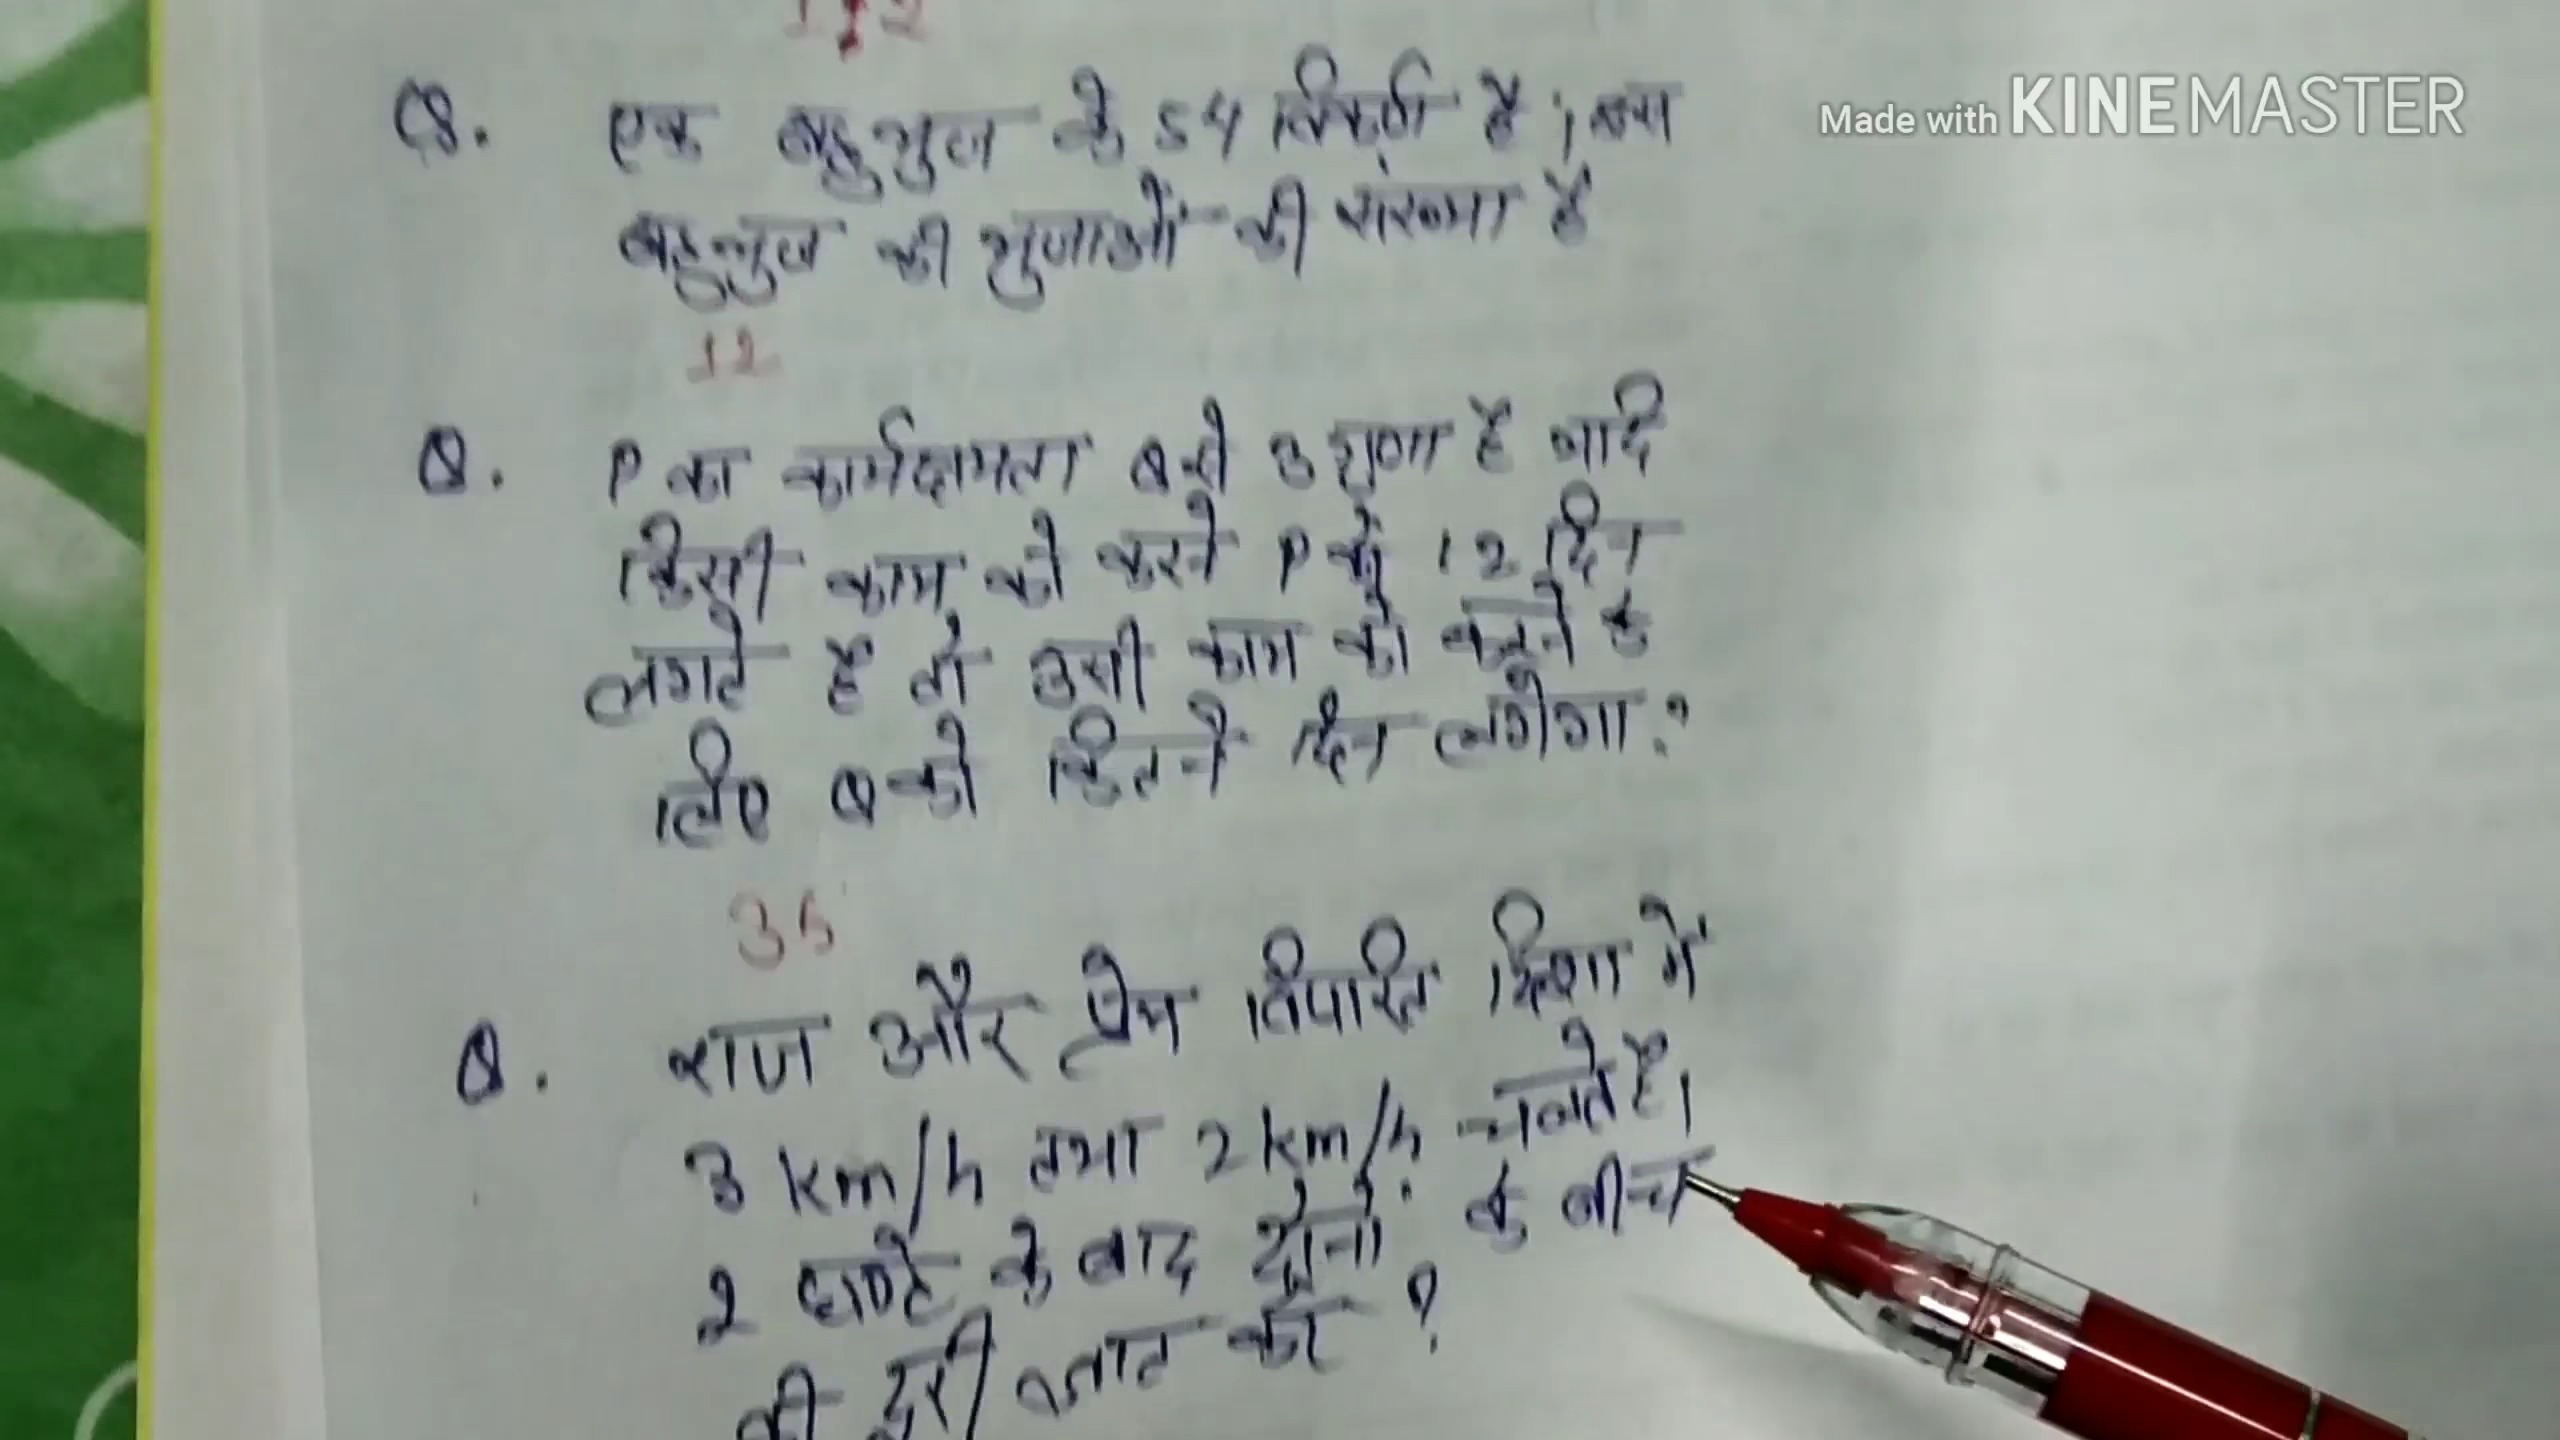 Made with KINEMASTER
Q. एक बहुभुज के 54 विकर्ण है, तब
बहुभुज की भुजाओं की संख्या है
12
Q. P का कार्यक्षमता Q से 3 गुणा है यदि
किसी काम को करने P को 12 दिन
लगते है तो उसी काम को करने के
लिए Q को कितने दिन लगेगा?
36
Q. राज और प्रेम विपरित दिशा में
3 km/h तथा 2 km/h चलते है।
2 घण्टे के बाद दोनों के बीच
की दुरी ज्ञात करें ?